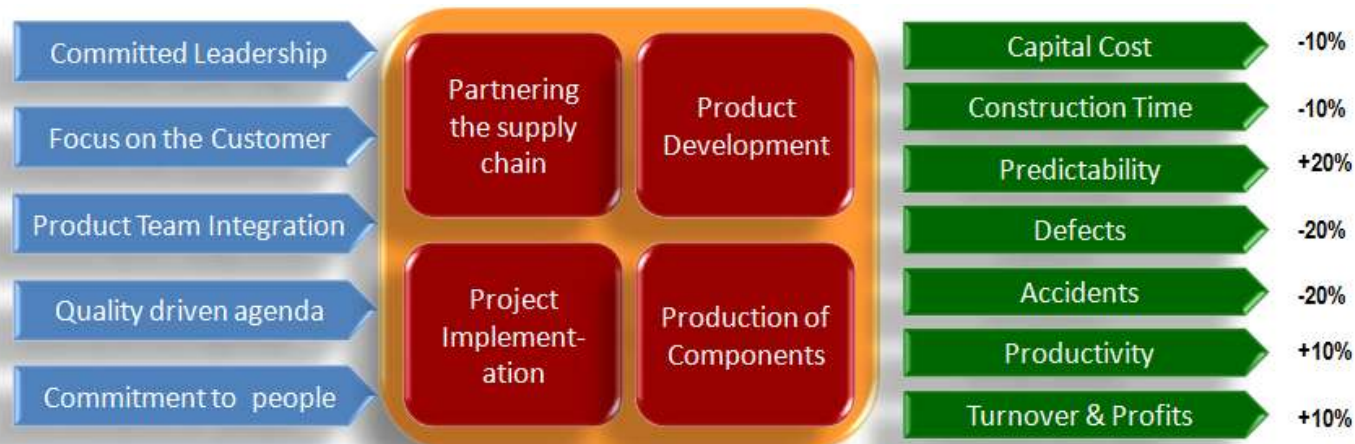 Committed Leadership
Focus on the Customer
Product Team Integration
Quality driven agenda
Commitment to people
Partnering
the supply
chain
Product
Development
Project
Implement-
ation
Production of
Components
Capital Cost -10%
Construction Time -10%
Predictability +20%
Defects -20%
Accidents -20%
Productivity +10%
Turnover & Profits +10%